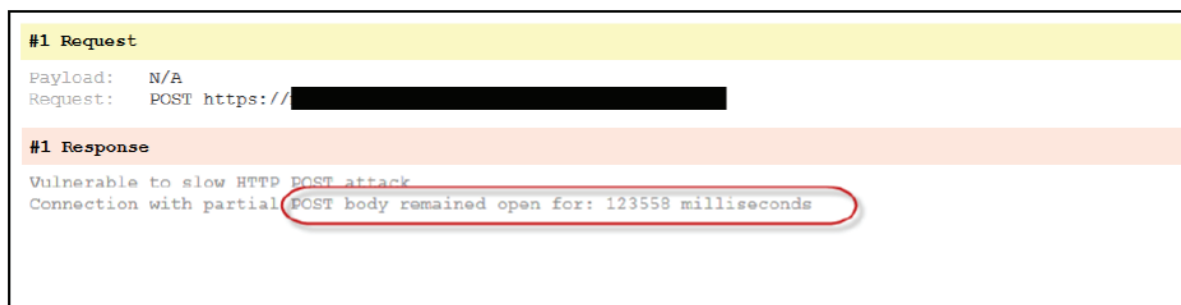 #1 Request
Payload: N/A
Request: POST https://
#1 Response
Vulnerable to slow HTTP POST attack
Connection with partial POST body remained open for: 123558 milliseconds